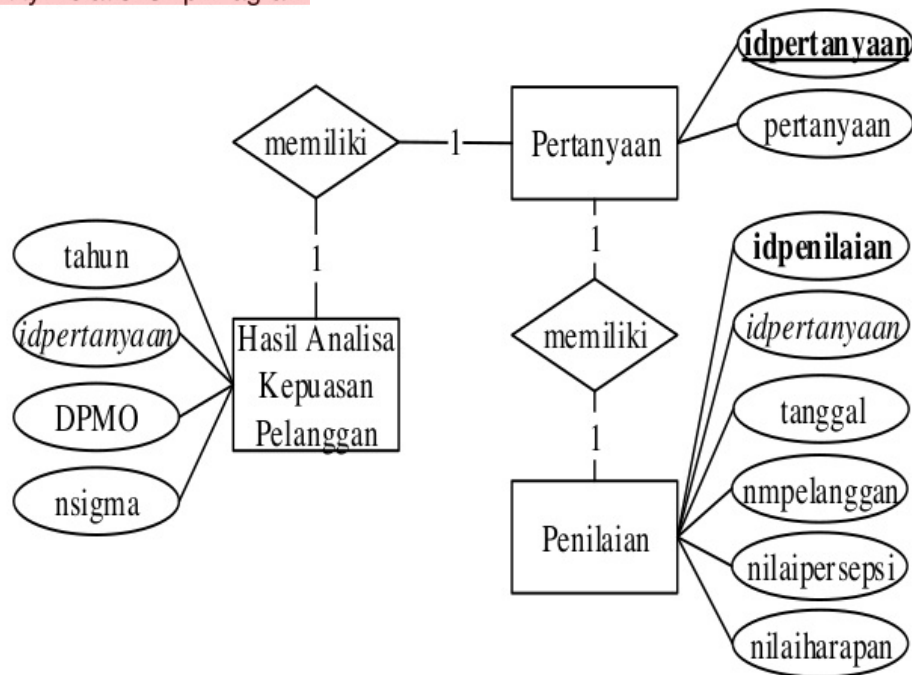 idpertanyaan
memiliki
1
Pertanyaan
pertanyaan
tahun
1
1
idpenilaian
idpertanyaan
Hasil Analisa
Kepuasan
Pelanggan
memiliki
idpertanyaan
DPMO
tanggal
nsigma
1
nmpelanggan
Penilaian
nilaipersepsi
nilaiharapan